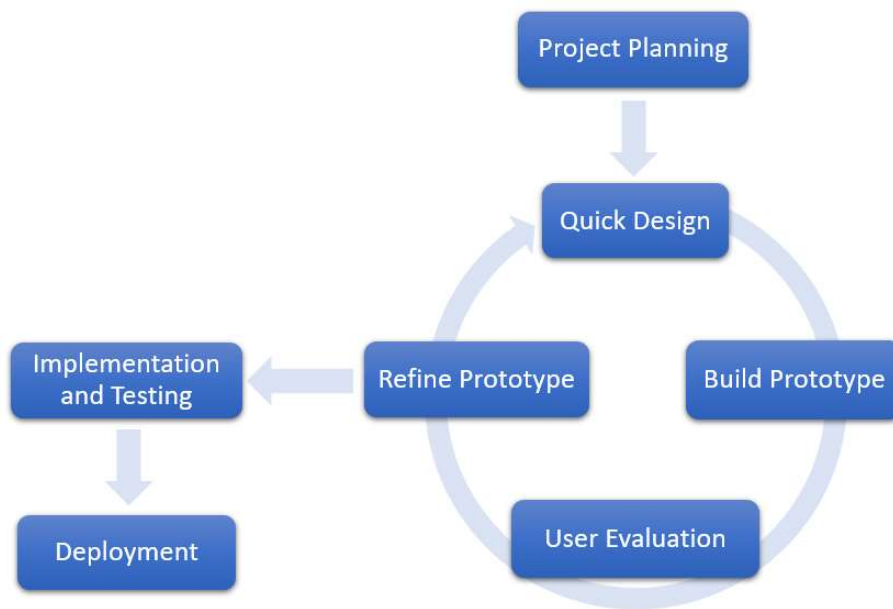 Project Planning
Quick Design
Build Prototype
User Evaluation
Refine Prototype
Implementation
and Testing
Deployment